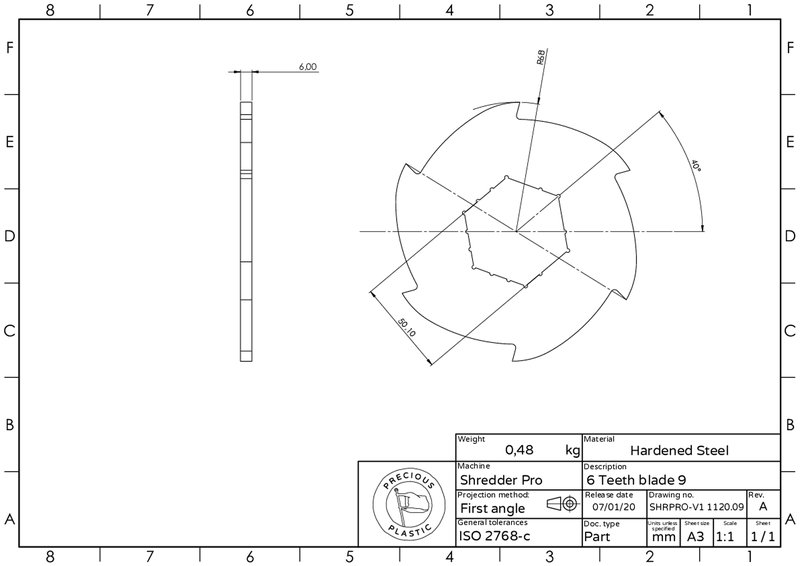 8 7 6 5 4 3 2 1
F F
E E
D D
C C
B B
A A
6,00
R68
40°
50,10
Weight
0,48 kg
Material
Hardened Steel
Machine
Shredder Pro
Description
6 Teeth blade 9
Projection method:
First angle
Release date
07/01/20
Drawing no.
SHRPRO-V1 1120.09
Rev.
A
General tolerances
ISO 2768-c
Doc. type
Part
Units unless
specified
mm
Sheet size
A3
Scale
1:1
Sheet
1 / 1
PRECIOUS
PLASTIC
8 7 6 5 4 3 2 1